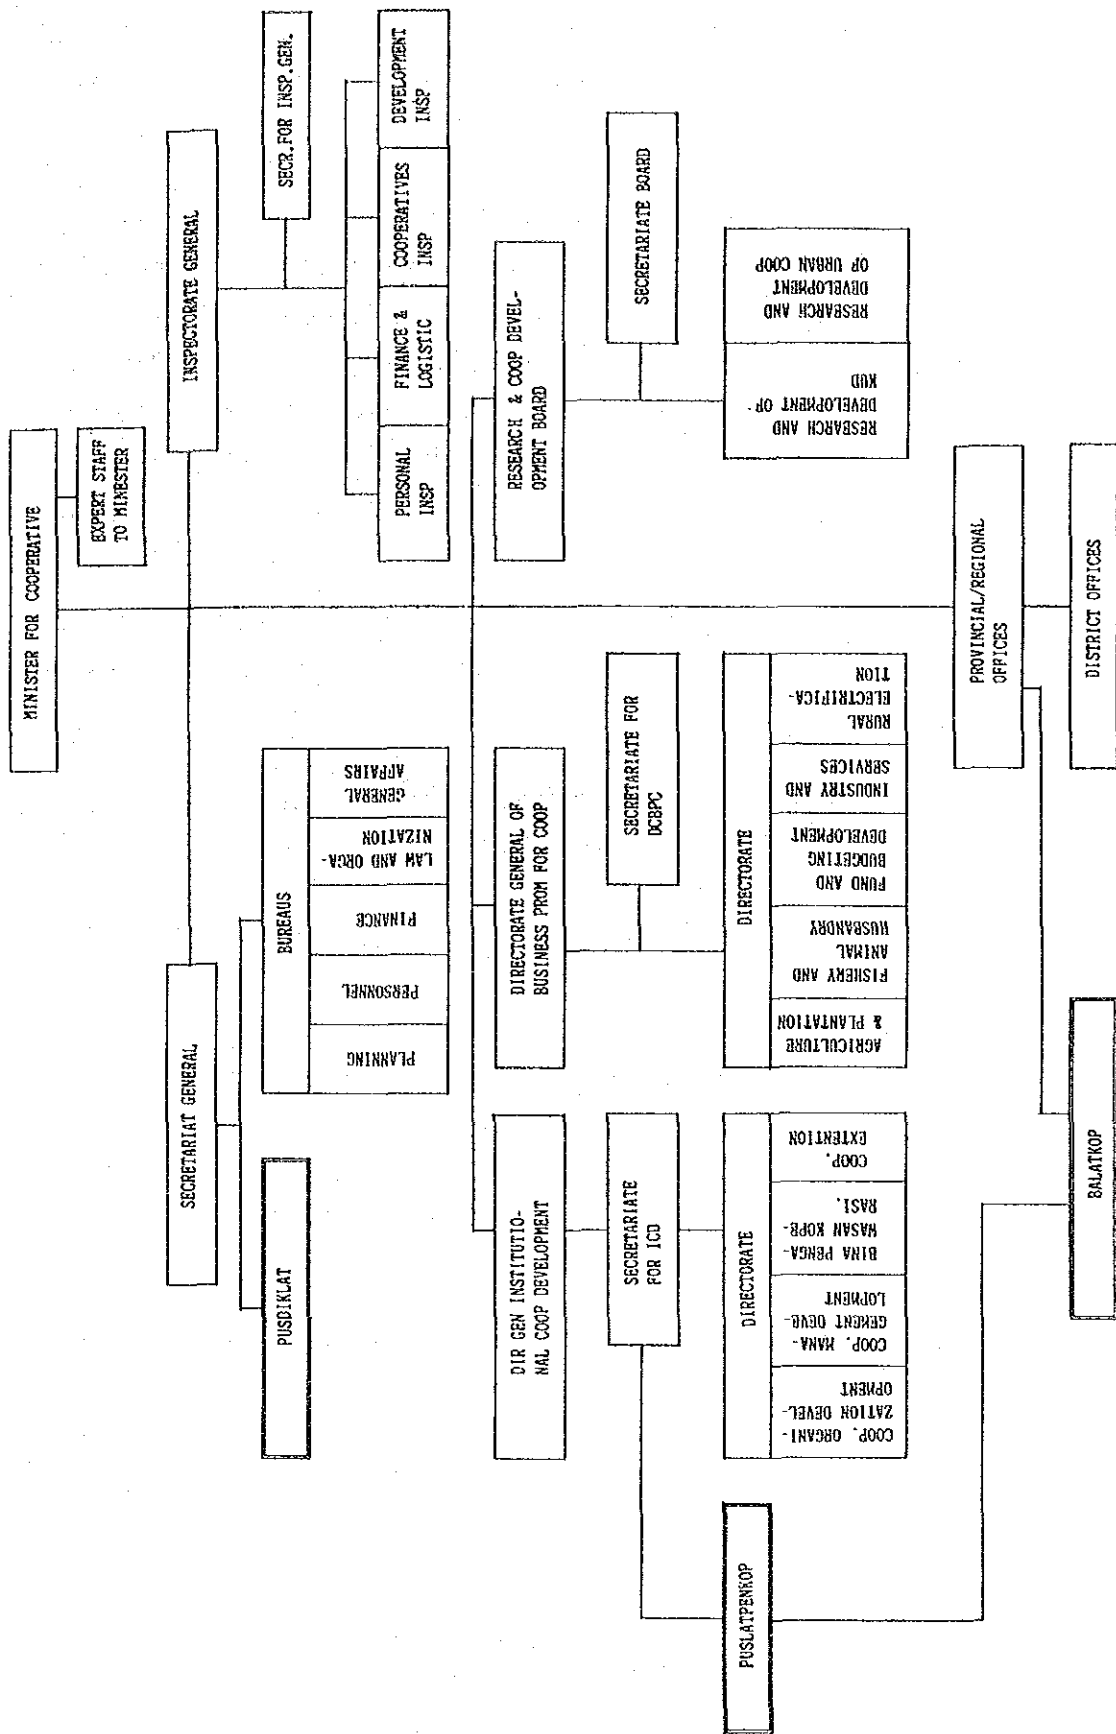 MINISTER FOR COOPERATIVE
EXPERT STAFF
TO MINESTER
SECRETARIAT GENERAL
INSPECTORATE GENERAL
PUSDIKLAT
BUREAUS
PLANNING
PERSONNEL
FINANCE
LAW AND ORGA-
NIZATION
GENERAL
AFFAIRS
SECR.FOR INSP.GEN.
PERSONAL
INSP
FINANCE &
LOGISTIC
COOPERATIVES
INSP
DEVELOPMENT
INSP
DIR GEN INSTITUTIO-
NAL COOP DEVELOPMENT
DIRECTORATE GENERAL OF
BUSINESS PROM FOR COOP
RESEARCH & COOP DEVEL-
OPMENT BOARD
SECRETARIATE
FOR ICD
SECRETARIATE FOR
DCBPC
SECRETARIATE BOARD
PUSLATPENKOP
DIRECTORATE
COOP. ORGANI-
ZATION DEVEL-
OPMENT
COOP. MANA-
GEMENT DEVE-
LOPMENT
BINA PENGA-
WASAN KOPE-
RASI.
COOP.
EXTENTION
DIRECTORATE
AGRICULTURE
& PLANTATION
FISHERY AND
ANIMAL
HUSBANDRY
FUND AND
BUDGETING
DEVELOPMENT
INDUSTRY AND
SERVICES
RURAL
ELECTRIFICA-
TION
RESEARCH AND
DEVELOPMENT OF
KUD
RESEARCH AND
DEVELOPMENT
OF URBAN COOP
PROVINCIAL/REGIONAL
OFFICES
BALATKOP
DISTRICT OFFICES